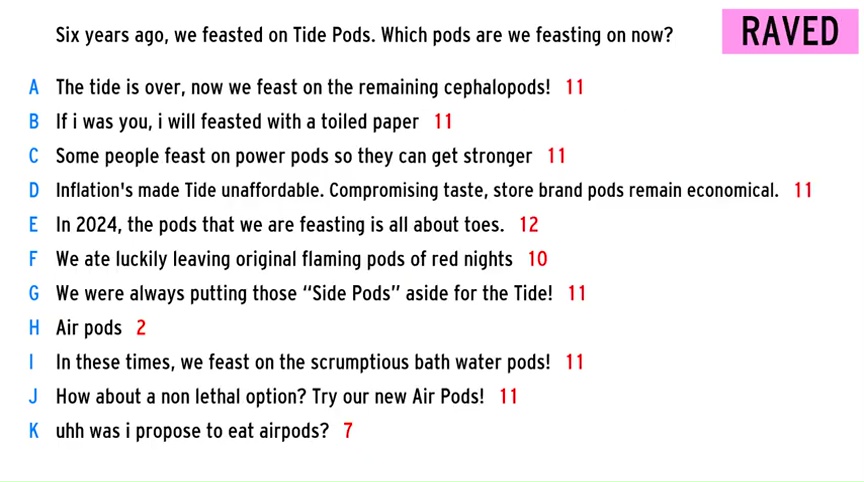 Six years ago, we feasted on Tide Pods. Which pods are we feasting on now?
RAVED
A The tide is over, now we feast on the remaining cephalopods! 11
B If i was you, i will feasted with a toiled paper 11
C Some people feast on power pods so they can get stronger 11
D Inflation's made Tide unaffordable. Compromising taste, store brand pods remain economical. 11
E In 2024, the pods that we are feasting is all about toes. 12
F We ate luckily leaving original flaming pods of red nights 10
G We were always putting those “Side Pods” aside for the Tide! 11
H Air pods 2
I In these times, we feast on the scrumptious bath water pods! 11
J How about a non lethal option? Try our new Air Pods! 11
K uhh was i propose to eat airpods? 7